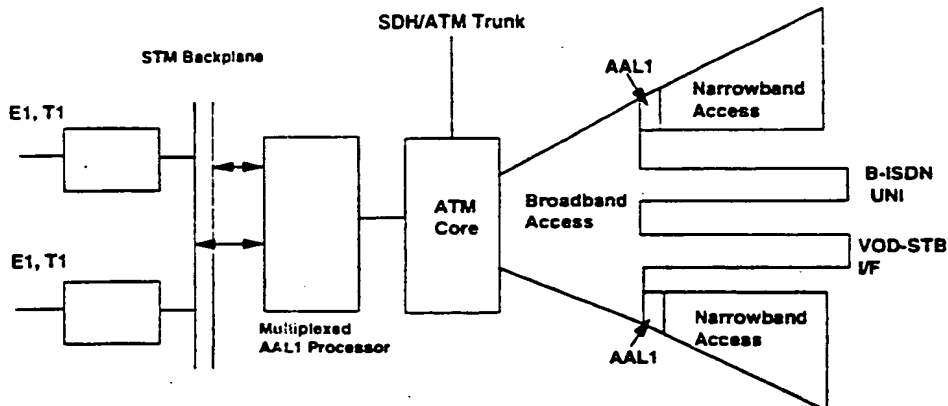 SDH/ATM Trunk
STM Backplane
AAL1
Narrowband
Access
E1, T1
B-ISDN
UNI
ATM
Core
Broadband
Access
VOD-STB
I/F
E1, T1
Multiplexed
AAL1 Processor
Narrowband
Access
AAL1